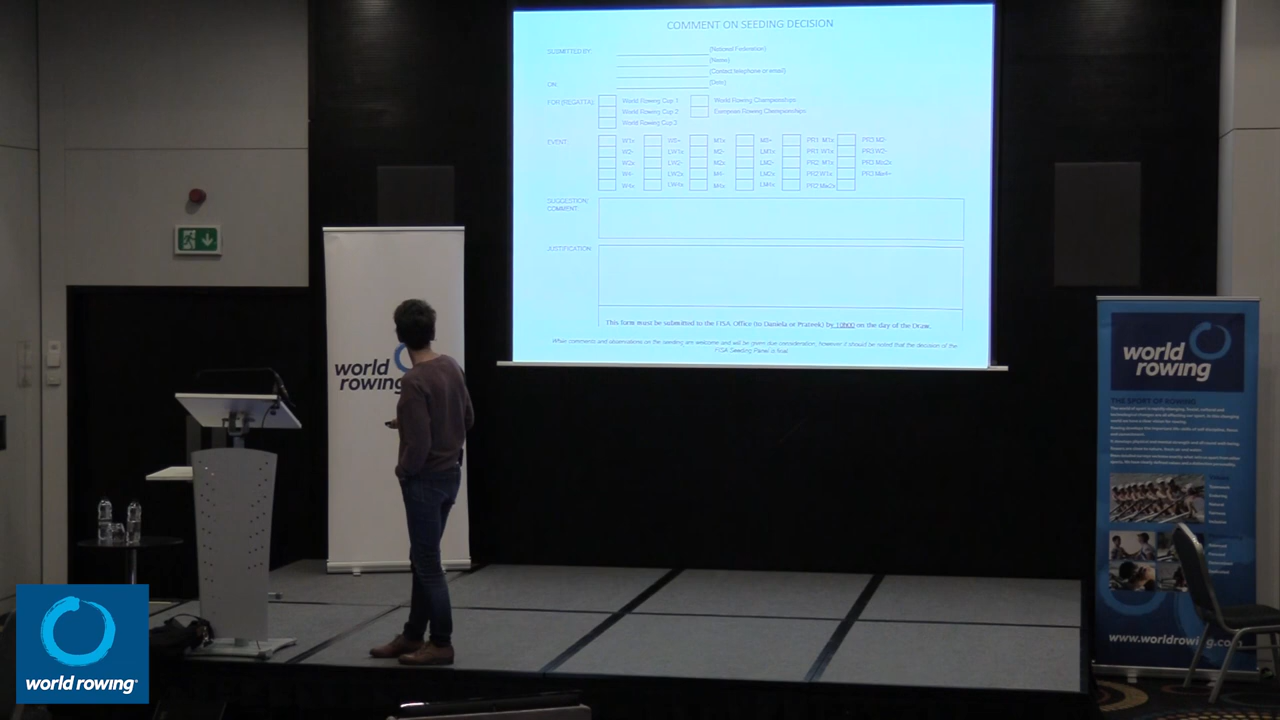 COMMENT ON SEEDING DECISION
SUBMITTED BY: (National Federation)
(Name)
(Contact telephone or email)
ON: (Date)
FOR (REGATTA): World Rowing Cup 1 World Rowing Championships
World Rowing Cup 2 European Rowing Championships
World Rowing Cup 3
EVENT W1x M1x PR1 M1x PR3 M2-
W2- LW1x M2- LM1x PR1 W1x PR3 W2-
W2x LW2- M2x LM2- PR2 M1x PR3 Mix2x
W4- LW2x M4- LM2x PR2 W1x PR3 Mix4+
W4x LW4x M4x LM4x PR2 Mix2x
SUGGESTION/
COMMENT:
JUSTIFICATION:
This form must be submitted to the FISA Office (to Daniela or Prateek) by 10h00 on the day of the Draw.
While comments and observations on the seeding are welcome and will be given due consideration, however it should be noted that the decision of the
FISA Seeding Panel is final.
world
rowing
world
rowing
THE SPORT OF ROWING
www.worldrowing.com
world rowing